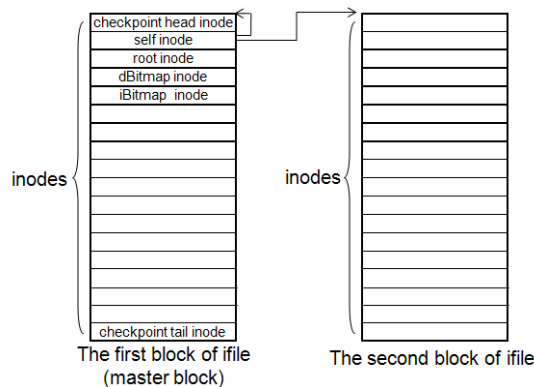 checkpoint head inode
self inode
root inode
dBitmap inode
iBitmap inode
inodes
checkpoint tail inode
The first block of ifile
(master block)
inodes
The second block of ifile